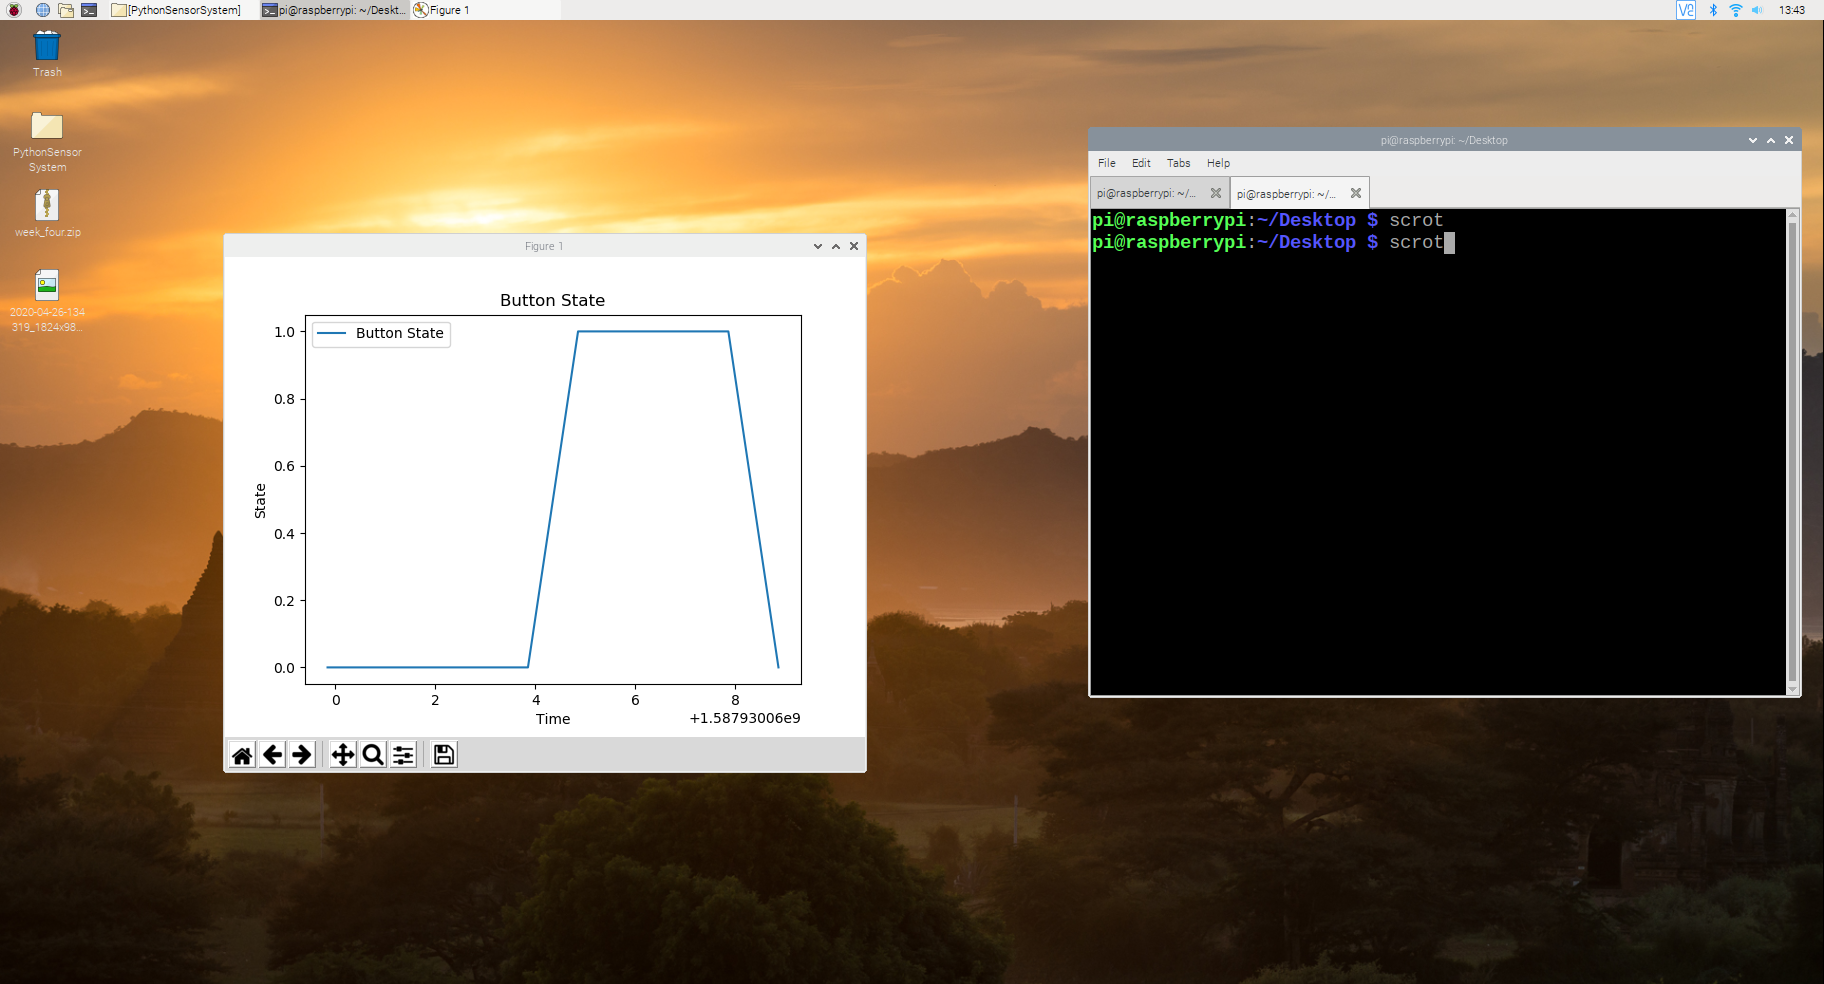 [PythonSensorSystem]
pi@raspberrypi: ~/Deskt...
Figure 1
V2
13:43
Trash
PythonSensor
System
week_four.zip
2020-04-26-134
319_1824x98...
Figure 1
Button State
Button State
1.0
0.8
0.6
0.4
0.2
0.0
State
0 2 4 6 8
Time
+1.58793006e9
pi@raspberrypi: ~/Desktop
File Edit Tabs Help
pi@raspberrypi: ~/... pi@raspberrypi: ~/...
pi@raspberrypi:~/Desktop $ scrot
pi@raspberrypi:~/Desktop $ scrot